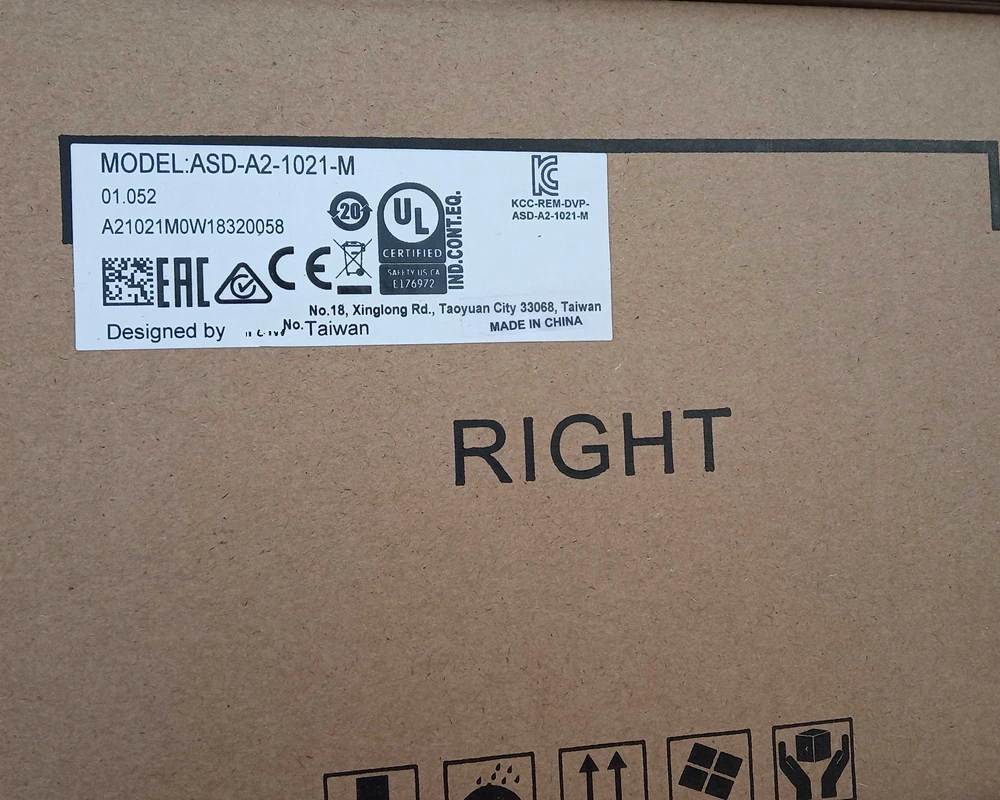 MODEL:ASD-A2-1021-M
01.052
A21021M0W18320058
20
UL
CERTIFIED
SAFETY US CA
E176972
IND.CONT.EQ.
KCC-REM-DVP-
ASD-A2-1021-M
EAC
CE
No.18, Xinglong Rd., Taoyuan City 33068, Taiwan
Designed by No. Taiwan
MADE IN CHINA
RIGHT